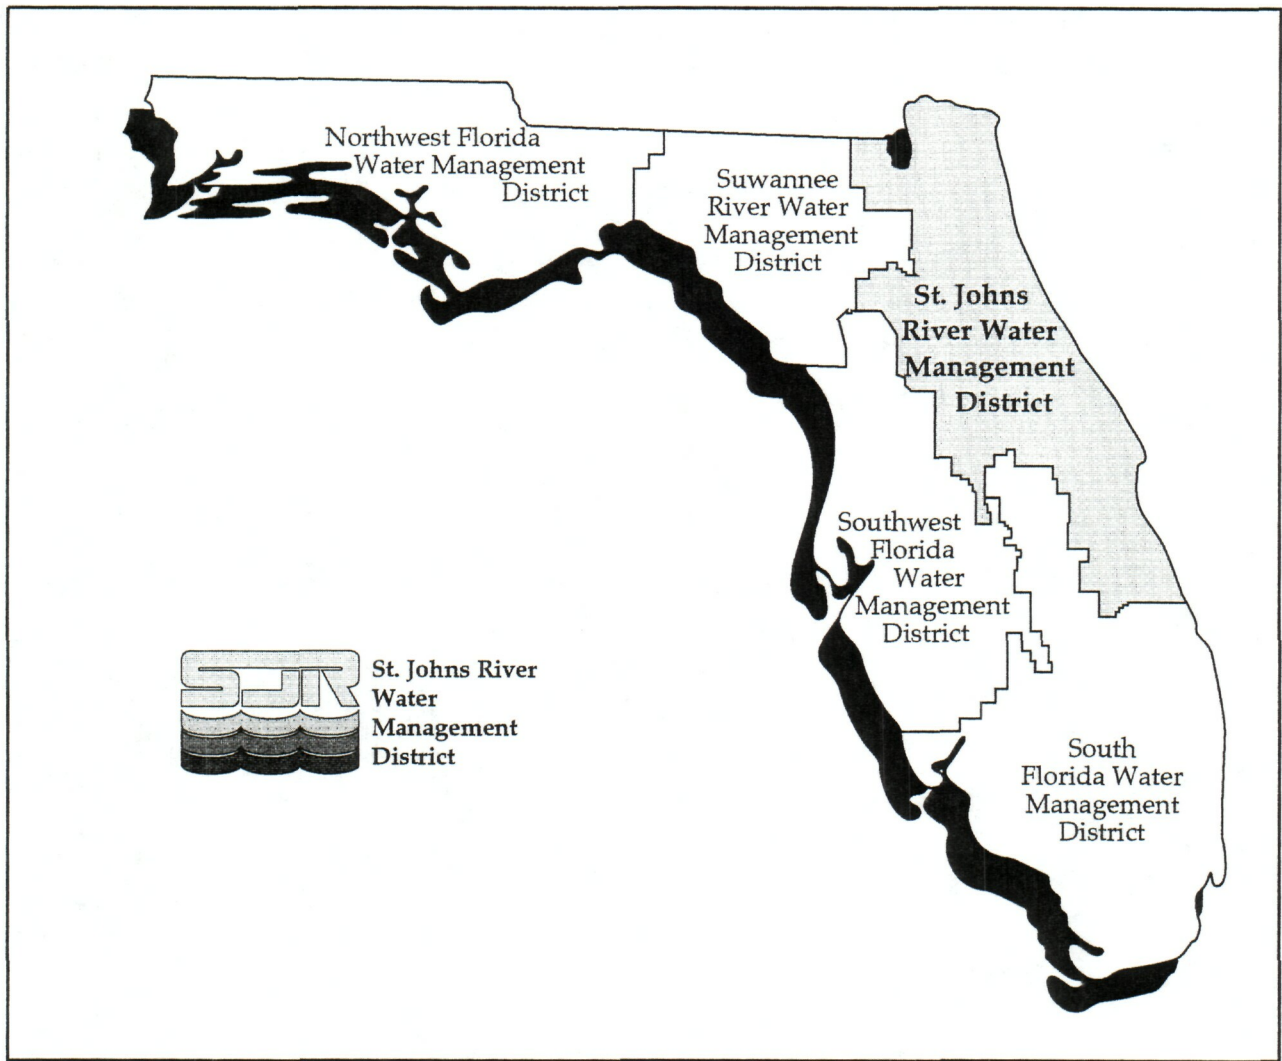 Northwest Florida
Water Management
District
Suwannee
River Water
Management
District
St. Johns
River Water
Management
District
Southwest
Florida
Water
Management
District
SJR
St. Johns River
Water
Management
District
South
Florida Water
Management
District